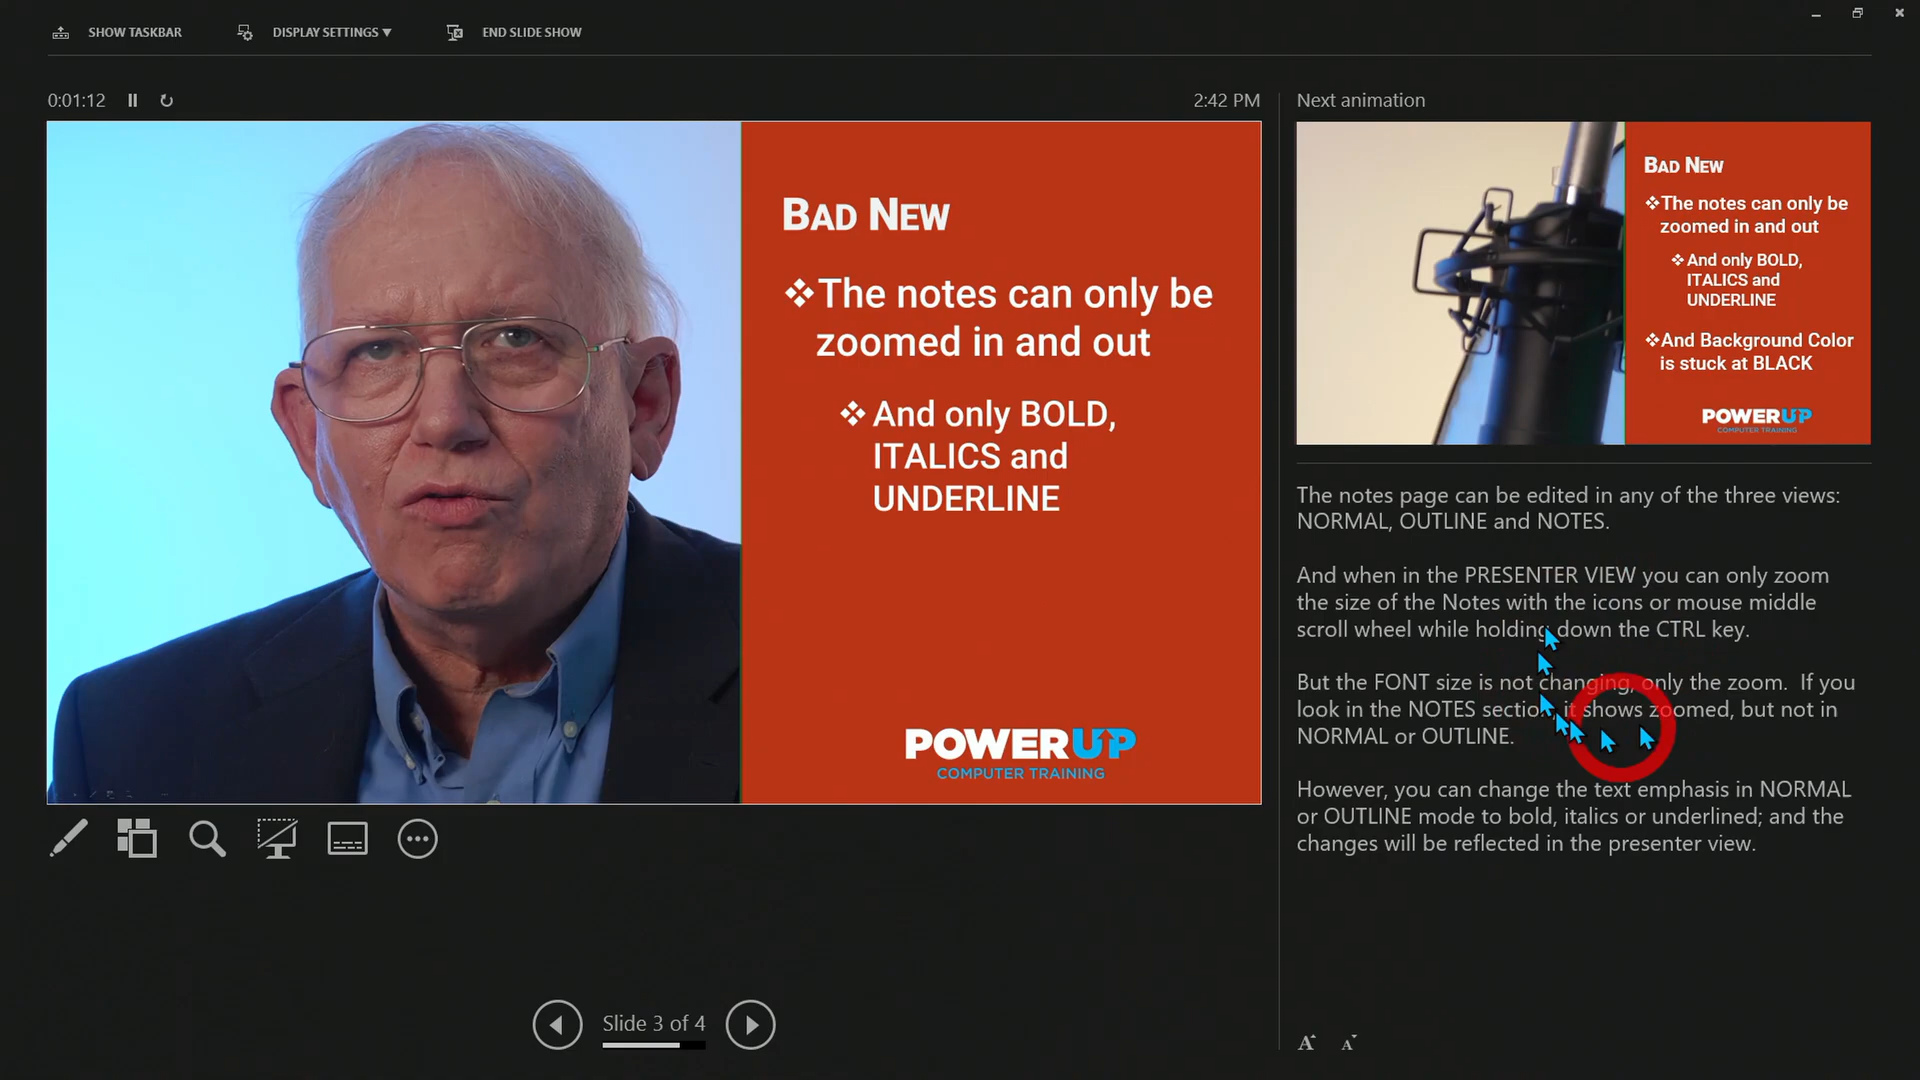 SHOW TASKBAR
DISPLAY SETTINGS ▼
END SLIDE SHOW
0:01:12
2:42 PM
BAD NEW
❖The notes can only be
zoomed in and out
❖And only BOLD,
ITALICS and
UNDERLINE
POWERUP
COMPUTER TRAINING
Slide 3 of 4
Next animation
BAD NEW
❖The notes can only be
zoomed in and out
❖And only BOLD,
ITALICS and
UNDERLINE
❖And Background Color
is stuck at BLACK
POWERUP
COMPUTER TRAINING
The notes page can be edited in any of the three views:
NORMAL, OUTLINE and NOTES.
And when in the PRESENTER VIEW you can only zoom
the size of the Notes with the icons or mouse middle
scroll wheel while holding down the CTRL key.
But the FONT size is not changing, only the zoom.  If you
look in the NOTES section, it shows zoomed, but not in
NORMAL or OUTLINE.
However, you can change the text emphasis in NORMAL
or OUTLINE mode to bold, italics or underlined; and the
changes will be reflected in the presenter view.
A A